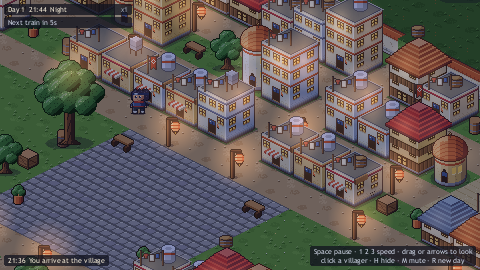 Day 1 21:44 Night x1
Next train in 5s
21:36 You arrive at the village
Space pause · 1 2 3 speed · drag or arrows to look
click a villager · H hide · M mute · R new day